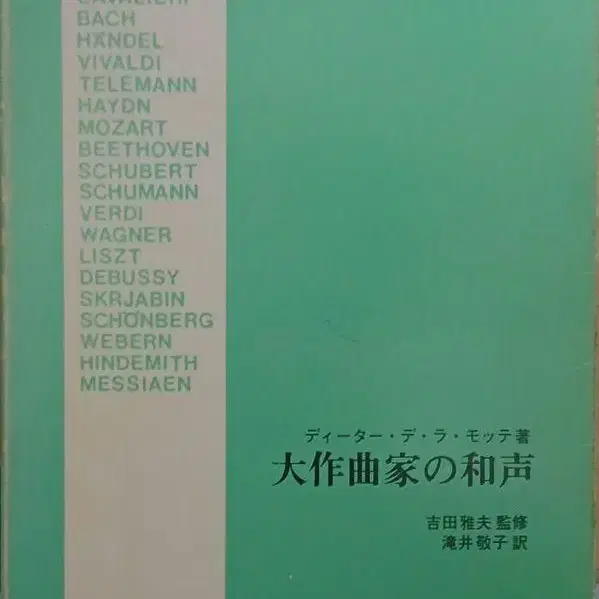 BACH
HÄNDEL
VIVALDI
TELEMANN
HAYDN
MOZART
BEETHOVEN
SCHUBERT
SCHUMANN
VERDI
WAGNER
LISZT
DEBUSSY
SKRJABIN
SCHÖNBERG
WEBERN
HINDEMITH
MESSIAEN
ディーター・デ・ラ・モッテ著
大作曲家の和声
吉田雅夫監修
滝井敬子訳